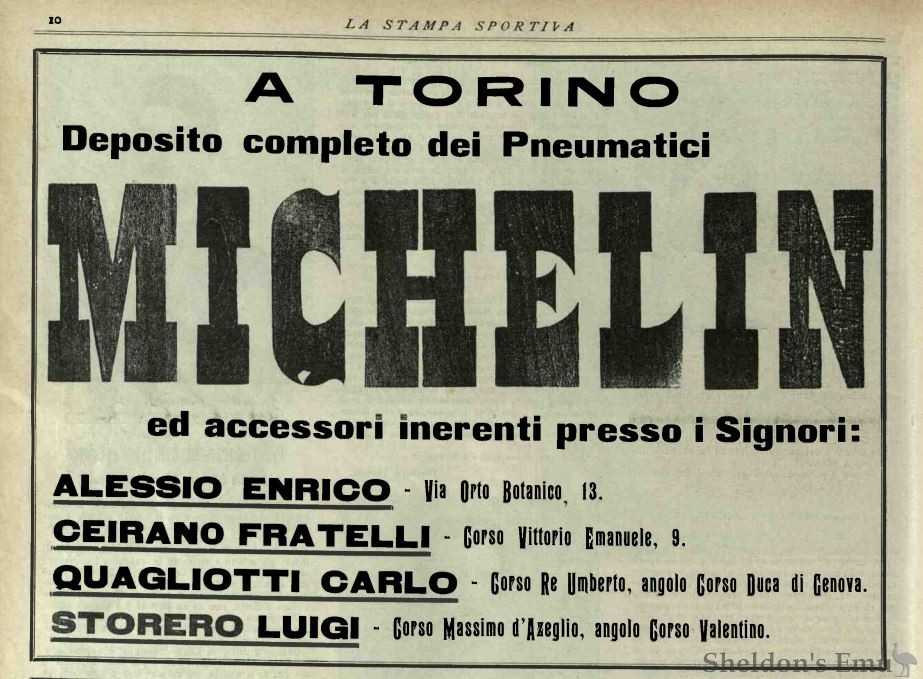 10
LA STAMPA SPORTIVA
A TORINO
Deposito completo dei Pneumatici
MICHELIN
ed accessori inerenti presso i Signori:
ALESSIO ENRICO - Via Orto Botanico, 13.
CEIRANO FRATELLI - Corso Vittorio Emanuele, 9.
QUAGLIOTTI CARLO - Corso Re Umberto, angolo Corso Duca di Genova.
STORERO LUIGI - Corso Massimo d'Azeglio, angolo Corso Valentino.
Sheldon's Emu